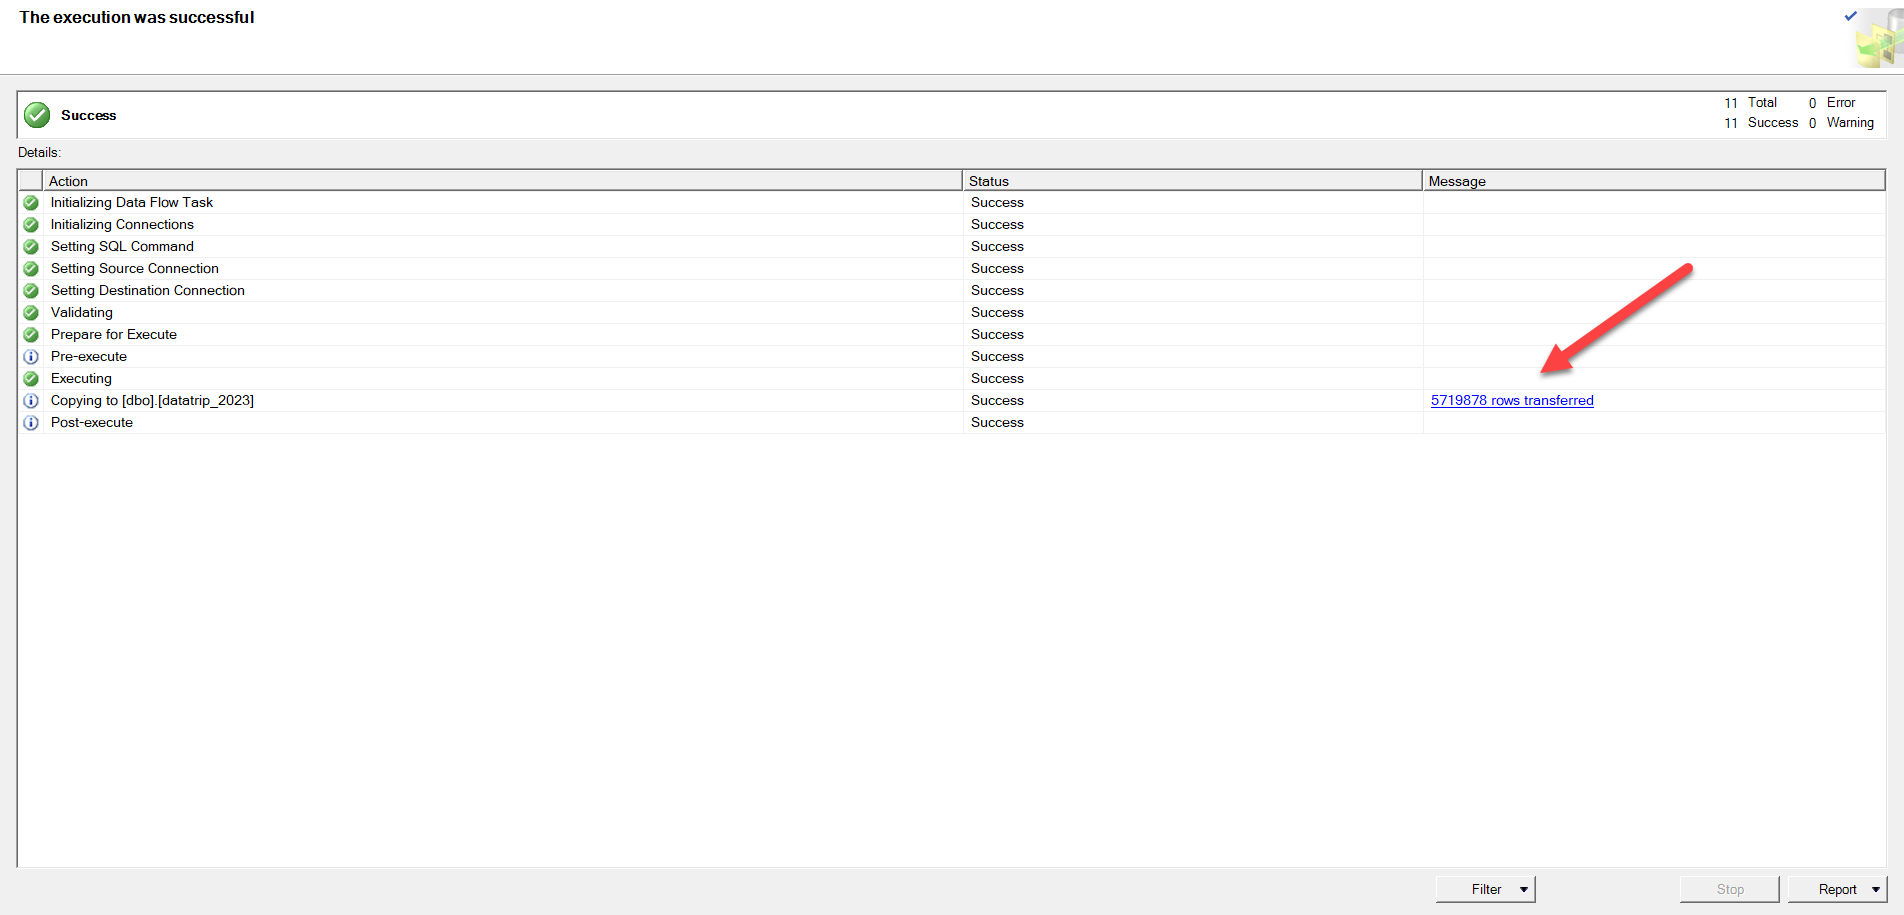 The execution was successful
Success
11 Total 0 Error
11 Success 0 Warning
Details:
Action Status Message
Initializing Data Flow Task Success
Initializing Connections Success
Setting SQL Command Success
Setting Source Connection Success
Setting Destination Connection Success
Validating Success
Prepare for Execute Success
Pre-execute Success
Executing Success
Copying to [dbo].[datatrip_2023] Success 5719878 rows transferred
Post-execute Success
Filter Stop Report